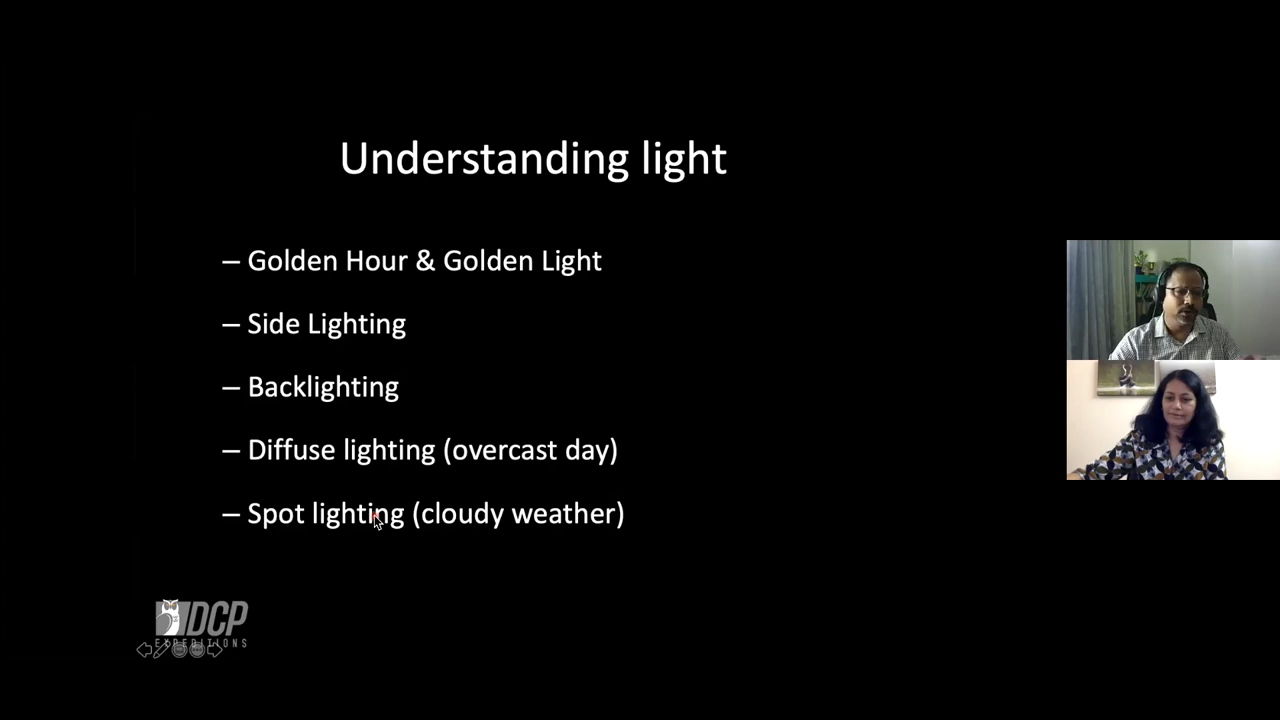 Understanding light
– Golden Hour & Golden Light
– Side Lighting
– Backlighting
– Diffuse lighting (overcast day)
– Spot lighting (cloudy weather)
DCP
EXPEDITIONS